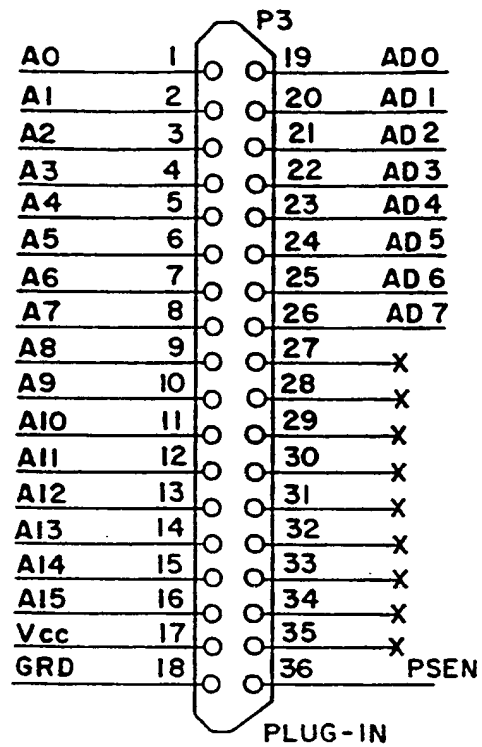 P3
A0 1 19 AD0
A1 2 20 AD1
A2 3 21 AD2
A3 4 22 AD3
A4 5 23 AD4
A5 6 24 AD5
A6 7 25 AD6
A7 8 26 AD7
A8 9 27 X
A9 10 28 X
A10 11 29 X
A11 12 30 X
A12 13 31 X
A13 14 32 X
A14 15 33 X
A15 16 34 X
Vcc 17 35 X
GRD 18 36 PSEN
PLUG-IN